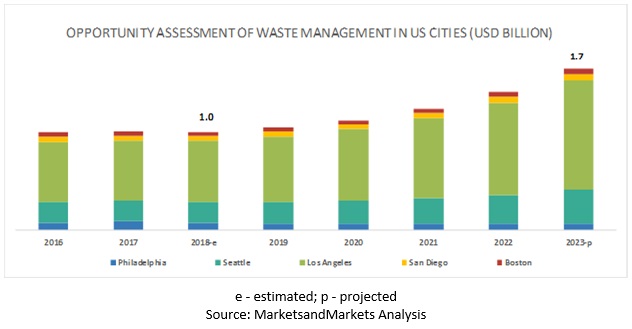 OPPORTUNITY ASSESSMENT OF WASTE MANAGEMENT IN US CITIES (USD BILLION)
1.7
1.0
2016 2017 2018-e 2019 2020 2021 2022 2023-p
Philadelphia Seattle Los Angeles San Diego Boston
e - estimated; p - projected
Source: MarketsandMarkets Analysis